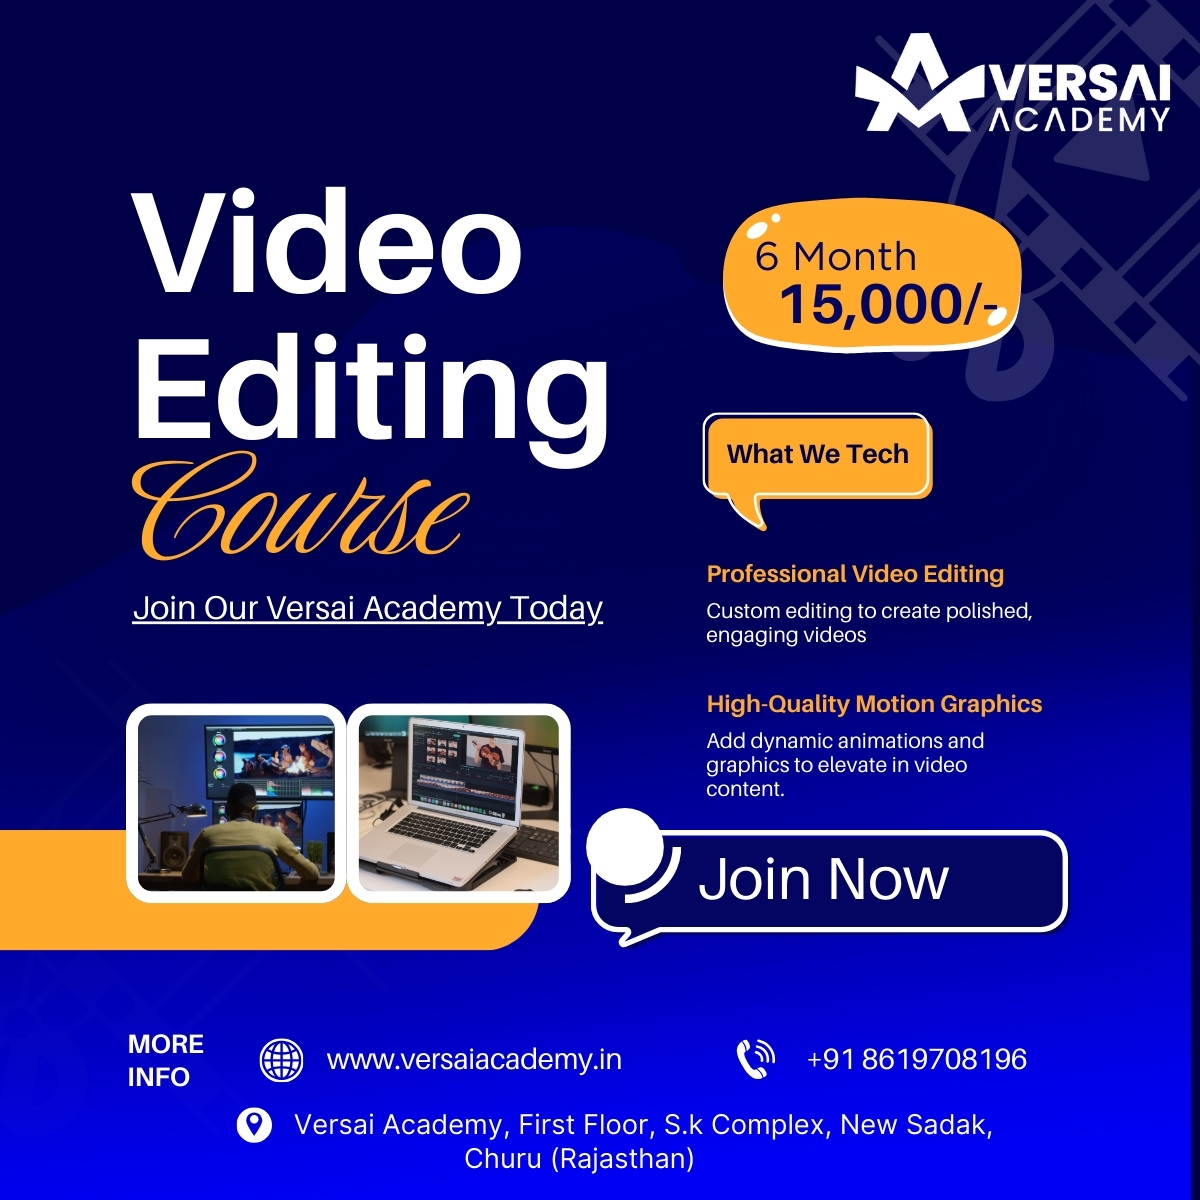 VERSAI
ACADEMY
Video
Editing
Course
Join Our Versai Academy Today
6 Month
15,000/-
What We Tech
Professional Video Editing
Custom editing to create polished,
engaging videos
High-Quality Motion Graphics
Add dynamic animations and
graphics to elevate in video
content.
Join Now
MORE
INFO
www.versaiacademy.in
+91 8619708196
Versai Academy, First Floor, S.k Complex, New Sadak,
Churu (Rajasthan)